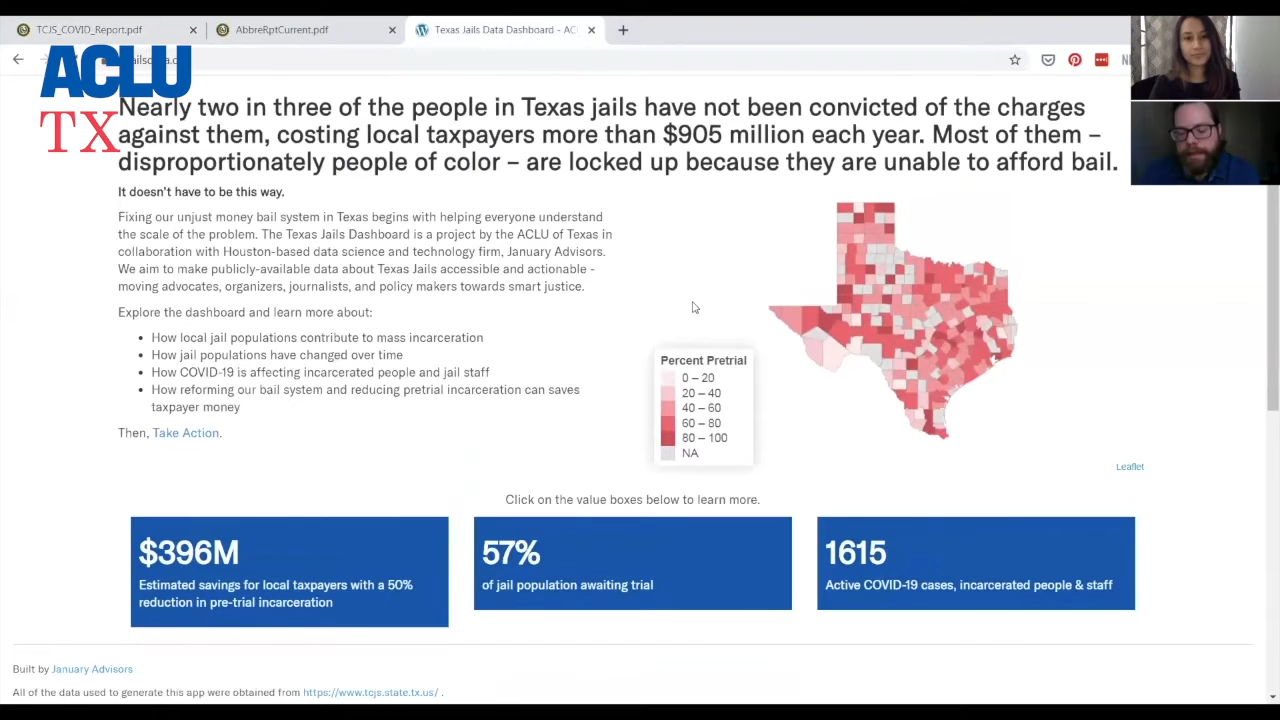 TCJS_COVID_Report.pdf
AbbreRptCurrent.pdf
Texas Jails Data Dashboard - AC
ACLU
TX
Nearly two in three of the people in Texas jails have not been convicted of the charges
against them, costing local taxpayers more than $905 million each year. Most of them –
disproportionately people of color – are locked up because they are unable to afford bail.
It doesn't have to be this way.
Fixing our unjust money bail system in Texas begins with helping everyone understand
the scale of the problem. The Texas Jails Dashboard is a project by the ACLU of Texas in
collaboration with Houston-based data science and technology firm, January Advisors.
We aim to make publicly-available data about Texas Jails accessible and actionable -
moving advocates, organizers, journalists, and policy makers towards smart justice.
Explore the dashboard and learn more about:
• How local jail populations contribute to mass incarceration
• How jail populations have changed over time
• How COVID-19 is affecting incarcerated people and jail staff
• How reforming our bail system and reducing pretrial incarceration can saves
taxpayer money
Then, Take Action.
Percent Pretrial
0 – 20
20 – 40
40 – 60
60 – 80
80 – 100
NA
Leaflet
Click on the value boxes below to learn more.
$396M
Estimated savings for local taxpayers with a 50%
reduction in pre-trial incarceration
57%
of jail population awaiting trial
1615
Active COVID-19 cases, incarcerated people & staff
Built by January Advisors
All of the data used to generate this app were obtained from https://www.tcjs.state.tx.us/ .